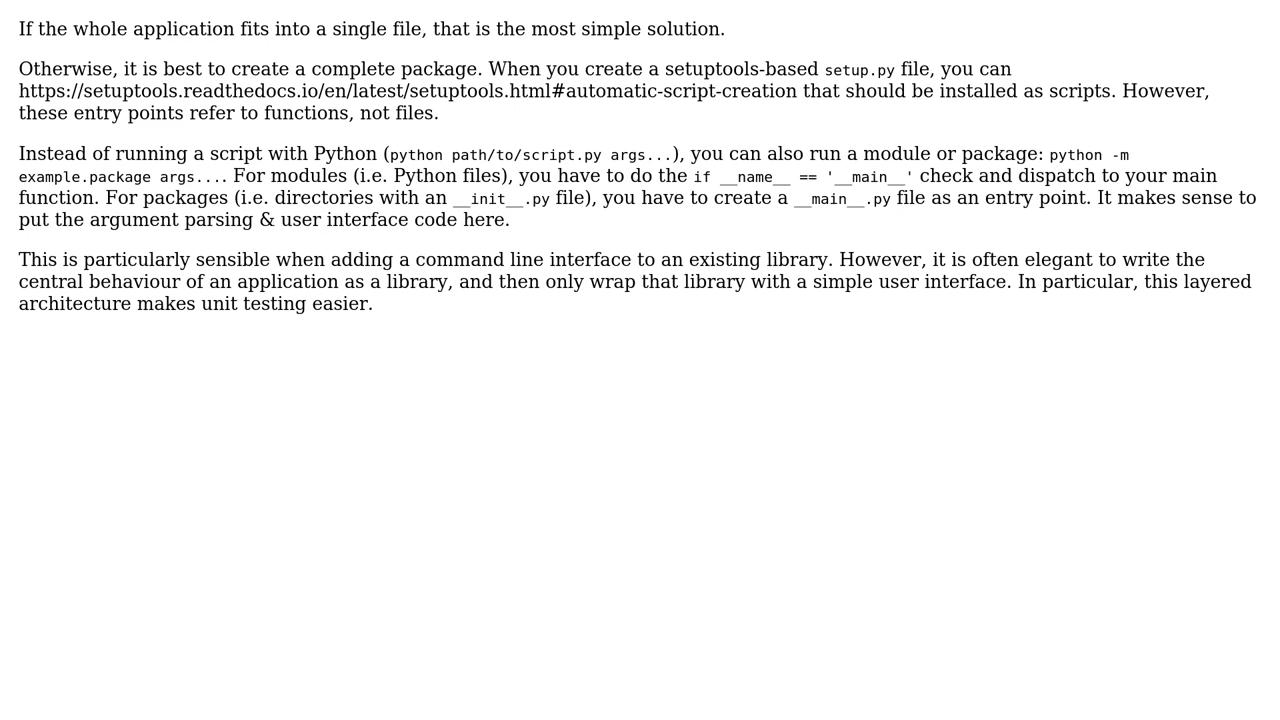 If the whole application fits into a single file, that is the most simple solution.
Otherwise, it is best to create a complete package. When you create a setuptools-based setup.py file, you can
https://setuptools.readthedocs.io/en/latest/setuptools.html#automatic-script-creation that should be installed as scripts. However,
these entry points refer to functions, not files.
Instead of running a script with Python (python path/to/script.py args...), you can also run a module or package: python -m
example.package args.... For modules (i.e. Python files), you have to do the if __name__ == '__main__' check and dispatch to your main
function. For packages (i.e. directories with an __init__.py file), you have to create a __main__.py file as an entry point. It makes sense to
put the argument parsing & user interface code here.
This is particularly sensible when adding a command line interface to an existing library. However, it is often elegant to write the
central behaviour of an application as a library, and then only wrap that library with a simple user interface. In particular, this layered
architecture makes unit testing easier.